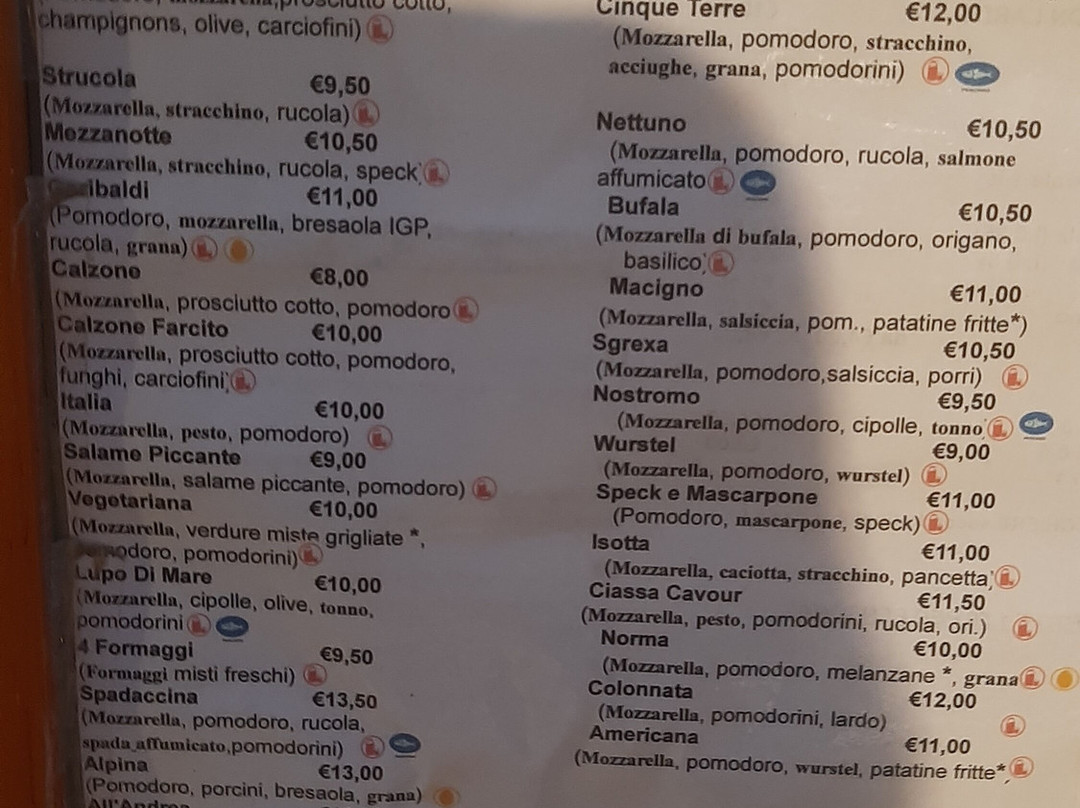 cotto,
champignons, olive, carciofini)
Strucola €9,50
(Mozzarella, stracchino, rucola)
Mezzanotte €10,50
(Mozzarella, stracchino, rucola, speck)
Garibaldi €11,00
(Pomodoro, mozzarella, bresaola IGP,
rucola, grana)
Calzone €8,00
(Mozzarella, prosciutto cotto, pomodoro
Calzone Farcito €10,00
(Mozzarella, prosciutto cotto, pomodoro,
funghi, carciofini)
Italia €10,00
(Mozzarella, pesto, pomodoro)
Salame Piccante €9,00
(Mozzarella, salame piccante, pomodoro)
Vegetariana €10,00
(Mozzarella, verdure miste grigliate *,
pomodoro, pomodorini)
Lupo Di Mare €10,00
(Mozzarella, cipolle, olive, tonno,
pomodorini
4 Formaggi €9,50
(Formaggi misti freschi)
Spadaccina €13,50
(Mozzarella, pomodoro, rucola,
spada affumicato,pomodorini)
Alpina €13,00
(Pomodoro, porcini, bresaola, grana)
All'Andrea
Cinque Terre €12,00
(Mozzarella, pomodoro, stracchino,
acciughe, grana, pomodorini)
Nettuno €10,50
(Mozzarella, pomodoro, rucola, salmone
affumicato
Bufala €10,50
(Mozzarella di bufala, pomodoro, origano,
basilico)
Macigno €11,00
(Mozzarella, salsiccia, pom., patatine fritte*)
Sgrexa €10,50
(Mozzarella, pomodoro,salsiccia, porri)
Nostromo €9,50
(Mozzarella, pomodoro, cipolle, tonno)
Wurstel €9,00
(Mozzarella, pomodoro, wurstel)
Speck e Mascarpone €11,00
(Pomodoro, mascarpone, speck)
Isotta €11,00
(Mozzarella, caciotta, stracchino, pancetta)
Ciassa Cavour €11,50
(Mozzarella, pesto, pomodorini, rucola, ori.)
Norma €10,00
(Mozzarella, pomodoro, melanzane *, grana
Colonnata €12,00
(Mozzarella, pomodorini, lardo)
Americana €11,00
(Mozzarella, pomodoro, wurstel, patatine fritte*